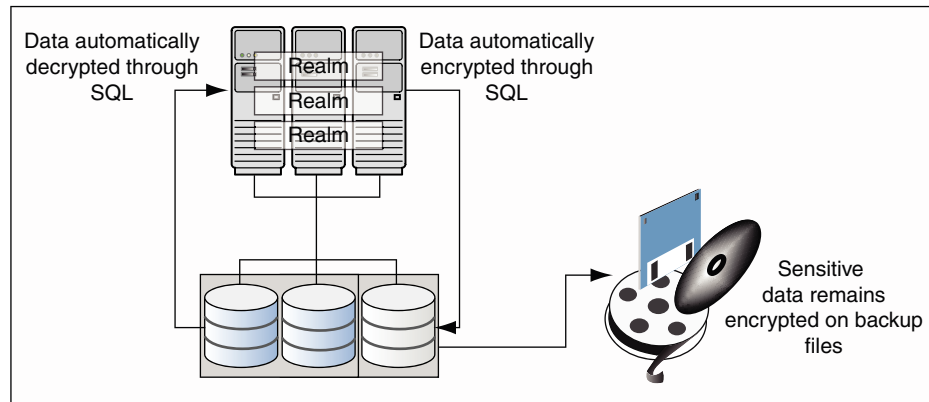 Data automatically
decrypted through
SQL
Realm
Realm
Realm
Data automatically
encrypted through
SQL
Sensitive
data remains
encrypted on backup
files